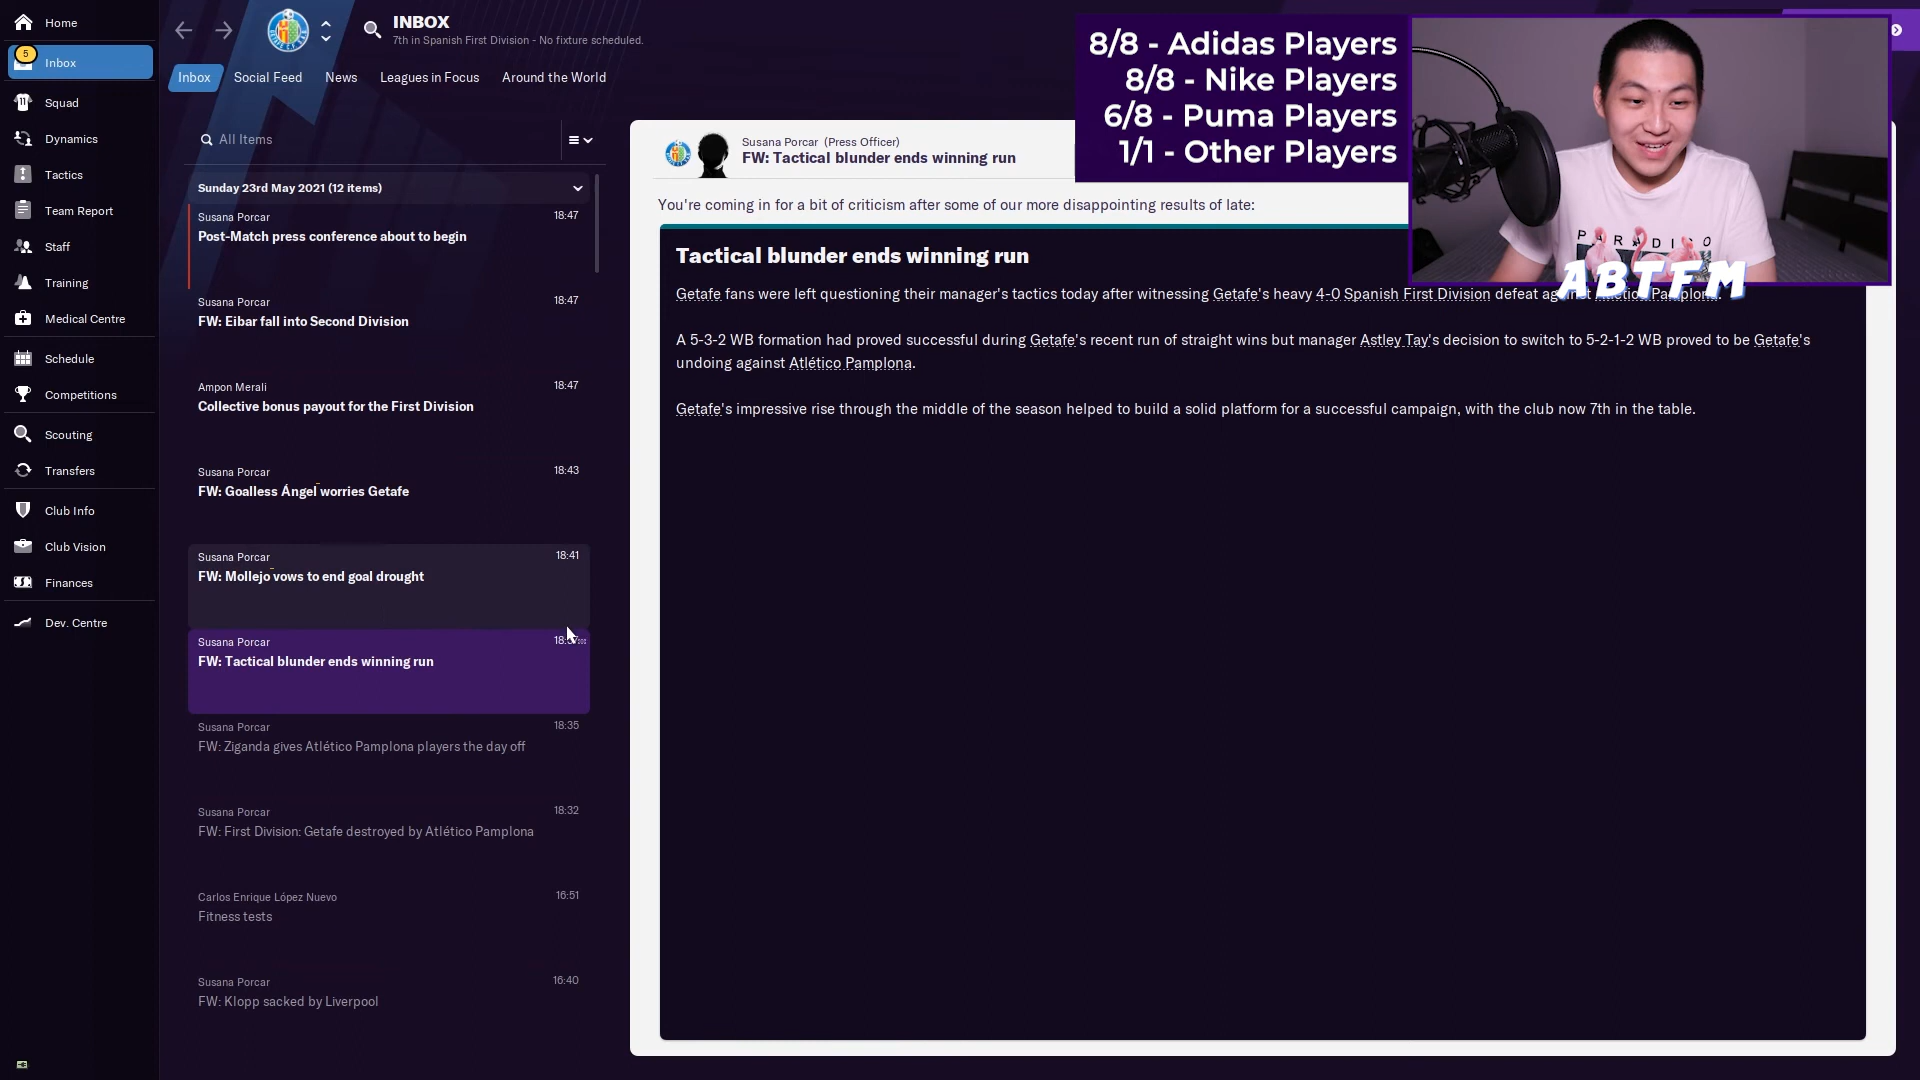 Home
5
Inbox
Squad
Dynamics
Tactics
Team Report
Staff
Training
Medical Centre
Schedule
Competitions
Scouting
Transfers
Club Info
Club Vision
Finances
Dev. Centre
INBOX
7th in Spanish First Division - No fixture scheduled.
Inbox Social Feed News Leagues in Focus Around the World
All Items
Sunday 23rd May 2021 (12 items)
Susana Porcar 18:47
Post-Match press conference about to begin
Susana Porcar 18:47
FW: Eibar fall into Second Division
Ampon Merali 18:47
Collective bonus payout for the First Division
Susana Porcar 18:43
FW: Goalless Ángel worries Getafe
Susana Porcar 18:41
FW: Mollejo vows to end goal drought
Susana Porcar
FW: Tactical blunder ends winning run
Susana Porcar 18:35
FW: Ziganda gives Atlético Pamplona players the day off
Susana Porcar 18:32
FW: First Division: Getafe destroyed by Atlético Pamplona
Carlos Enrique López Nuevo 16:51
Fitness tests
Susana Porcar 16:40
FW: Klopp sacked by Liverpool
Susana Porcar (Press Officer)
FW: Tactical blunder ends winning run
You're coming in for a bit of criticism after some of our more disappointing results of late:
Tactical blunder ends winning run
Getafe fans were left questioning their manager's tactics today after witnessing Getafe's heavy 4-0 Spanish First Division defeat against Atlético Pamplona.
A 5-3-2 WB formation had proved successful during Getafe's recent run of straight wins but manager Astley Tay's decision to switch to 5-2-1-2 WB proved to be Getafe's
undoing against Atlético Pamplona.
Getafe's impressive rise through the middle of the season helped to build a solid platform for a successful campaign, with the club now 7th in the table.
8/8 - Adidas Players
8/8 - Nike Players
6/8 - Puma Players
1/1 - Other Players
PARADISO
ABTFM